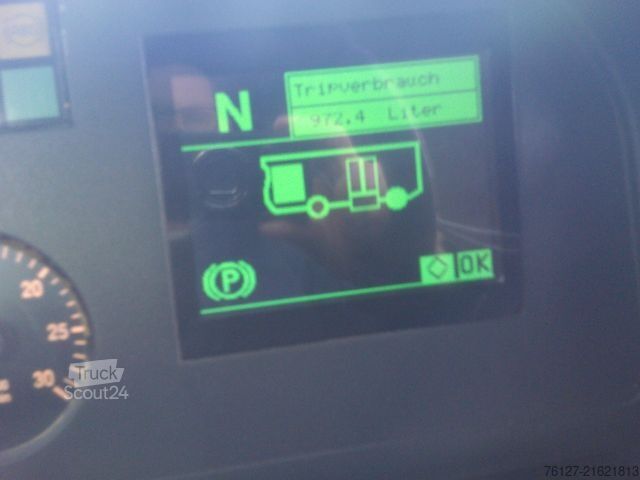 Tripverbrauch
N
972.4 Liter
P
OK
20
25
30
Truck
Scout24
76127-21621813